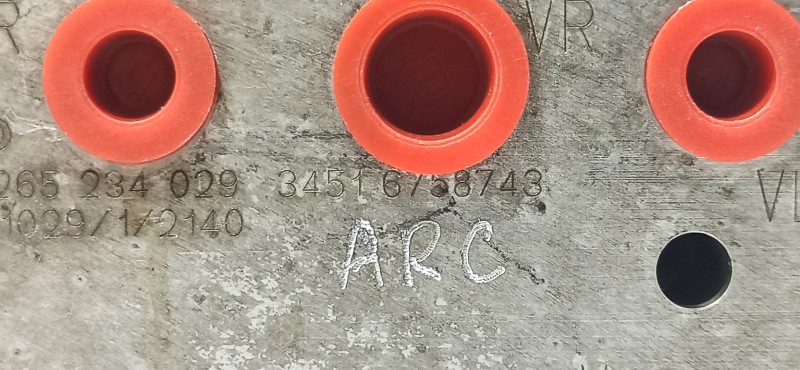 R VR
265 234 029 3451 6758743
1029/1/2140 VL
ARC